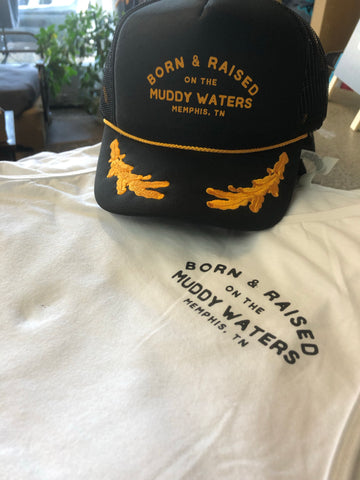 BORN & RAISED
ON THE
MUDDY WATERS
MEMPHIS, TN
BORN & RAISED
ON THE
MUDDY WATERS
MEMPHIS, TN